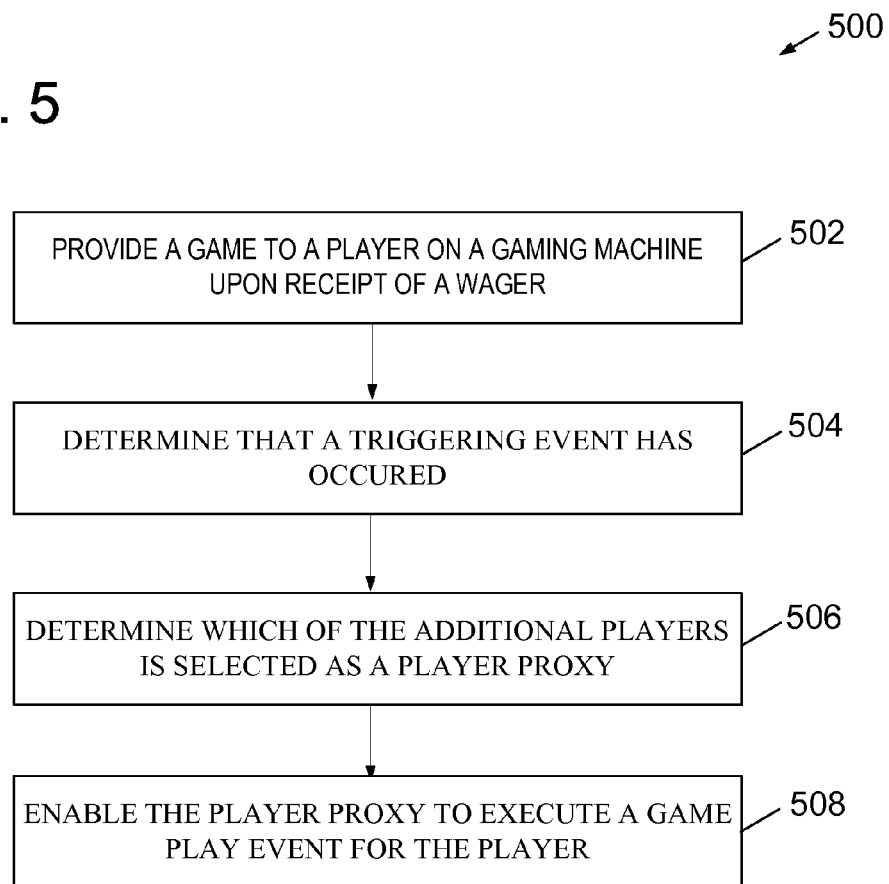 500
. 5
PROVIDE A GAME TO A PLAYER ON A GAMING MACHINE
UPON RECEIPT OF A WAGER
502
DETERMINE THAT A TRIGGERING EVENT HAS
OCCURED
504
DETERMINE WHICH OF THE ADDITIONAL PLAYERS
IS SELECTED AS A PLAYER PROXY
506
ENABLE THE PLAYER PROXY TO EXECUTE A GAME
PLAY EVENT FOR THE PLAYER
508